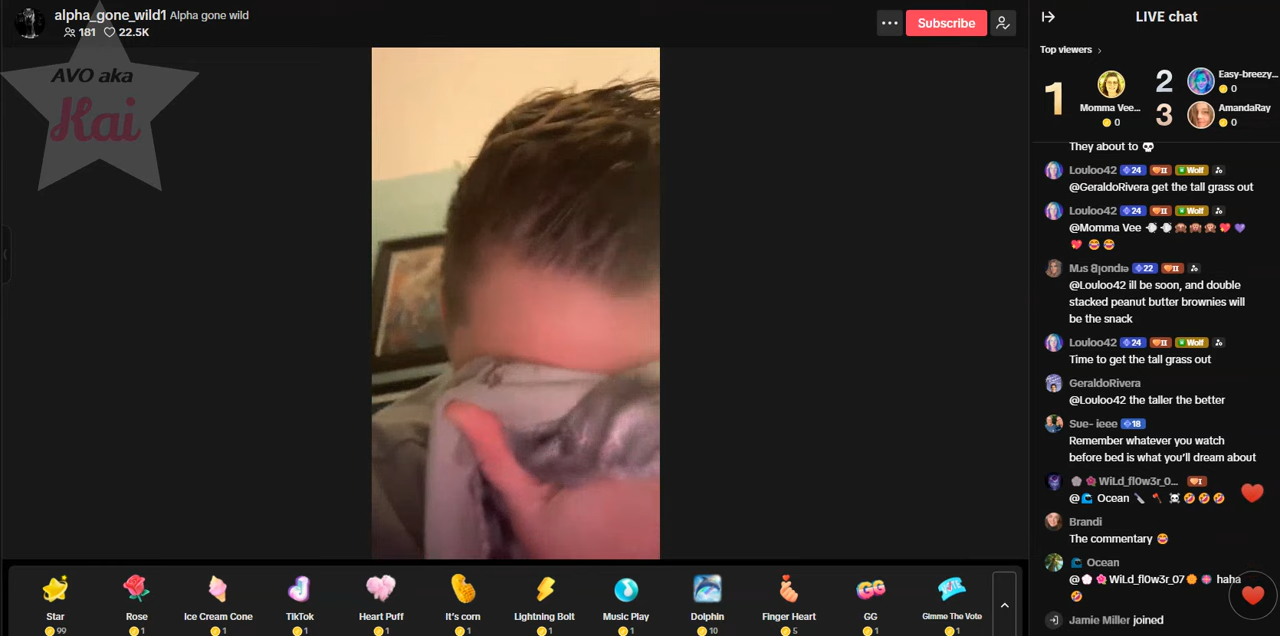 alpha_gone_wild1 Alpha gone wild
181 22.5K
Subscribe
AVO aka
Kai
LIVE chat
Top viewers
1
Momma Vee...
0
2
Easy-breezy...
0
3
AmandaRay
0
They about to 💀
Louloo42 24 II Wolf
@GeraldoRivera get the tall grass out
Louloo42 24 II Wolf
@Momma Vee 💨💨🙈🙈🙈💖💜
💖 😂 😂
Mɹs ᗺlondıǝ 22 II
@Louloo42 ill be soon, and double
stacked peanut butter brownies will
be the snack
Louloo42 24 II Wolf
Time to get the tall grass out
GeraldoRivera
@Louloo42 the taller the better
Sue- ieee 18
Remember whatever you watch
before bed is what you'll dream about
WiLd_fl0w3r_0... I
@🌊 Ocean 🔪 🪓 ☠️ 🤣 🤣 🤣
Brandi
The commentary 😂
🌊 Ocean
@WiLd_fl0w3r_07 haha
🤣
Jamie Miller joined
Star
99
Rose
1
Ice Cream Cone
1
TikTok
1
Heart Puff
1
It's corn
1
Lightning Bolt
1
Music Play
1
Dolphin
10
Finger Heart
5
GG
GG
1
Gimme The Vote
1